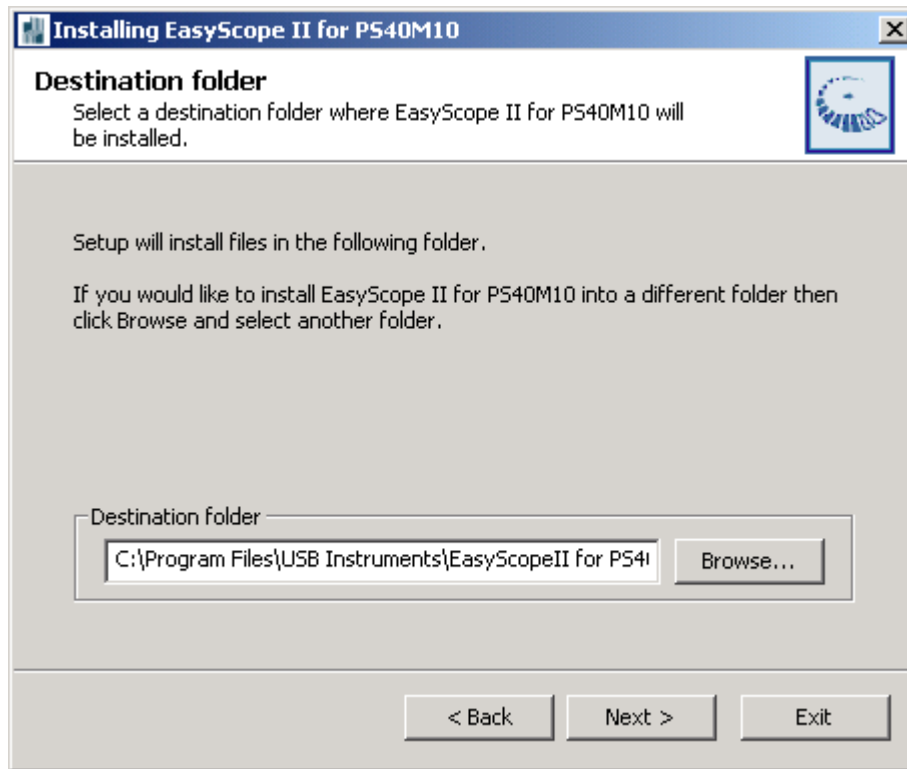 Installing EasyScope II for PS40M10
Destination folder
Select a destination folder where EasyScope II for PS40M10 will
be installed.
Setup will install files in the following folder.
If you would like to install EasyScope II for PS40M10 into a different folder then
click Browse and select another folder.
Destination folder
C:\Program Files\USB Instruments\EasyScopeII for PS4
Browse...
< Back
Next >
Exit